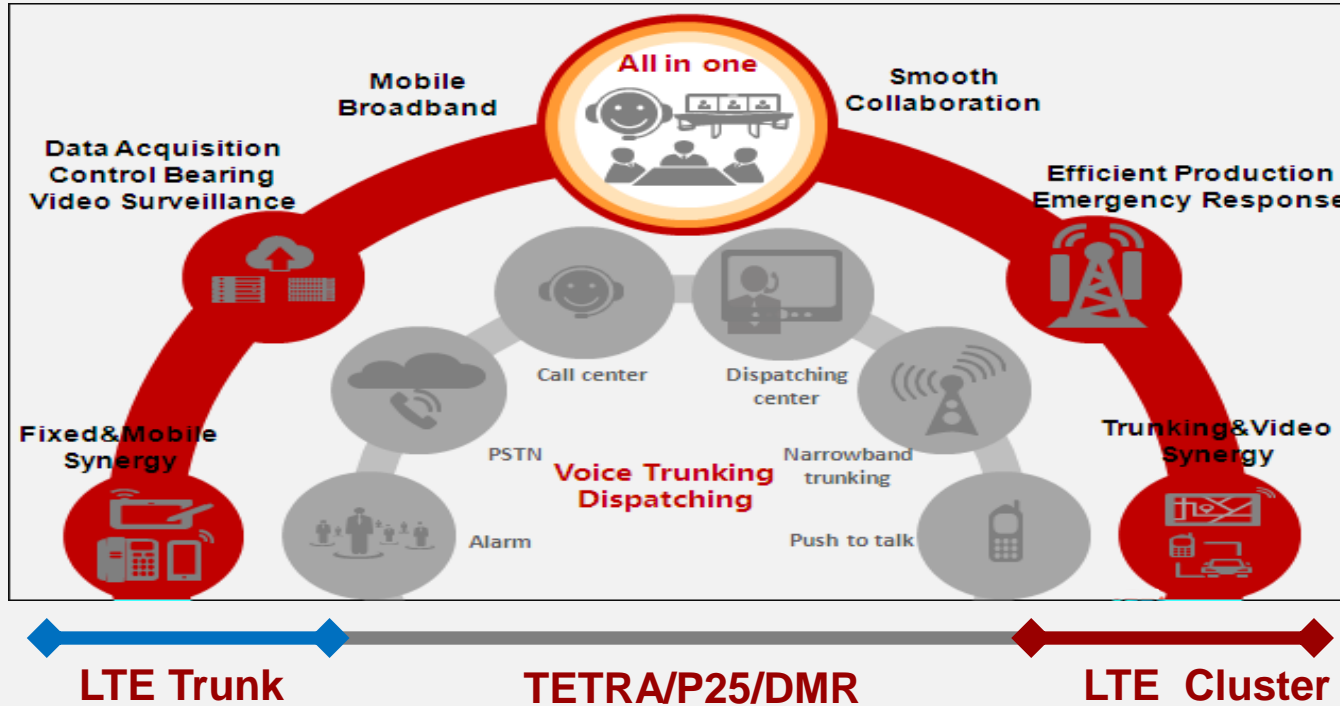 All in one
Mobile
Broadband
Smooth
Collaboration
Data Acquisition
Control Bearing
Video Surveillance
Efficient Production
Emergency Response
Call center
Dispatching
center
Fixed&Mobile
Synergy
PSTN
Narrowband
trunking
Trunking&Video
Synergy
Voice Trunking
Dispatching
Alarm
Push to talk
LTE Trunk
TETRA/P25/DMR
LTE Cluster